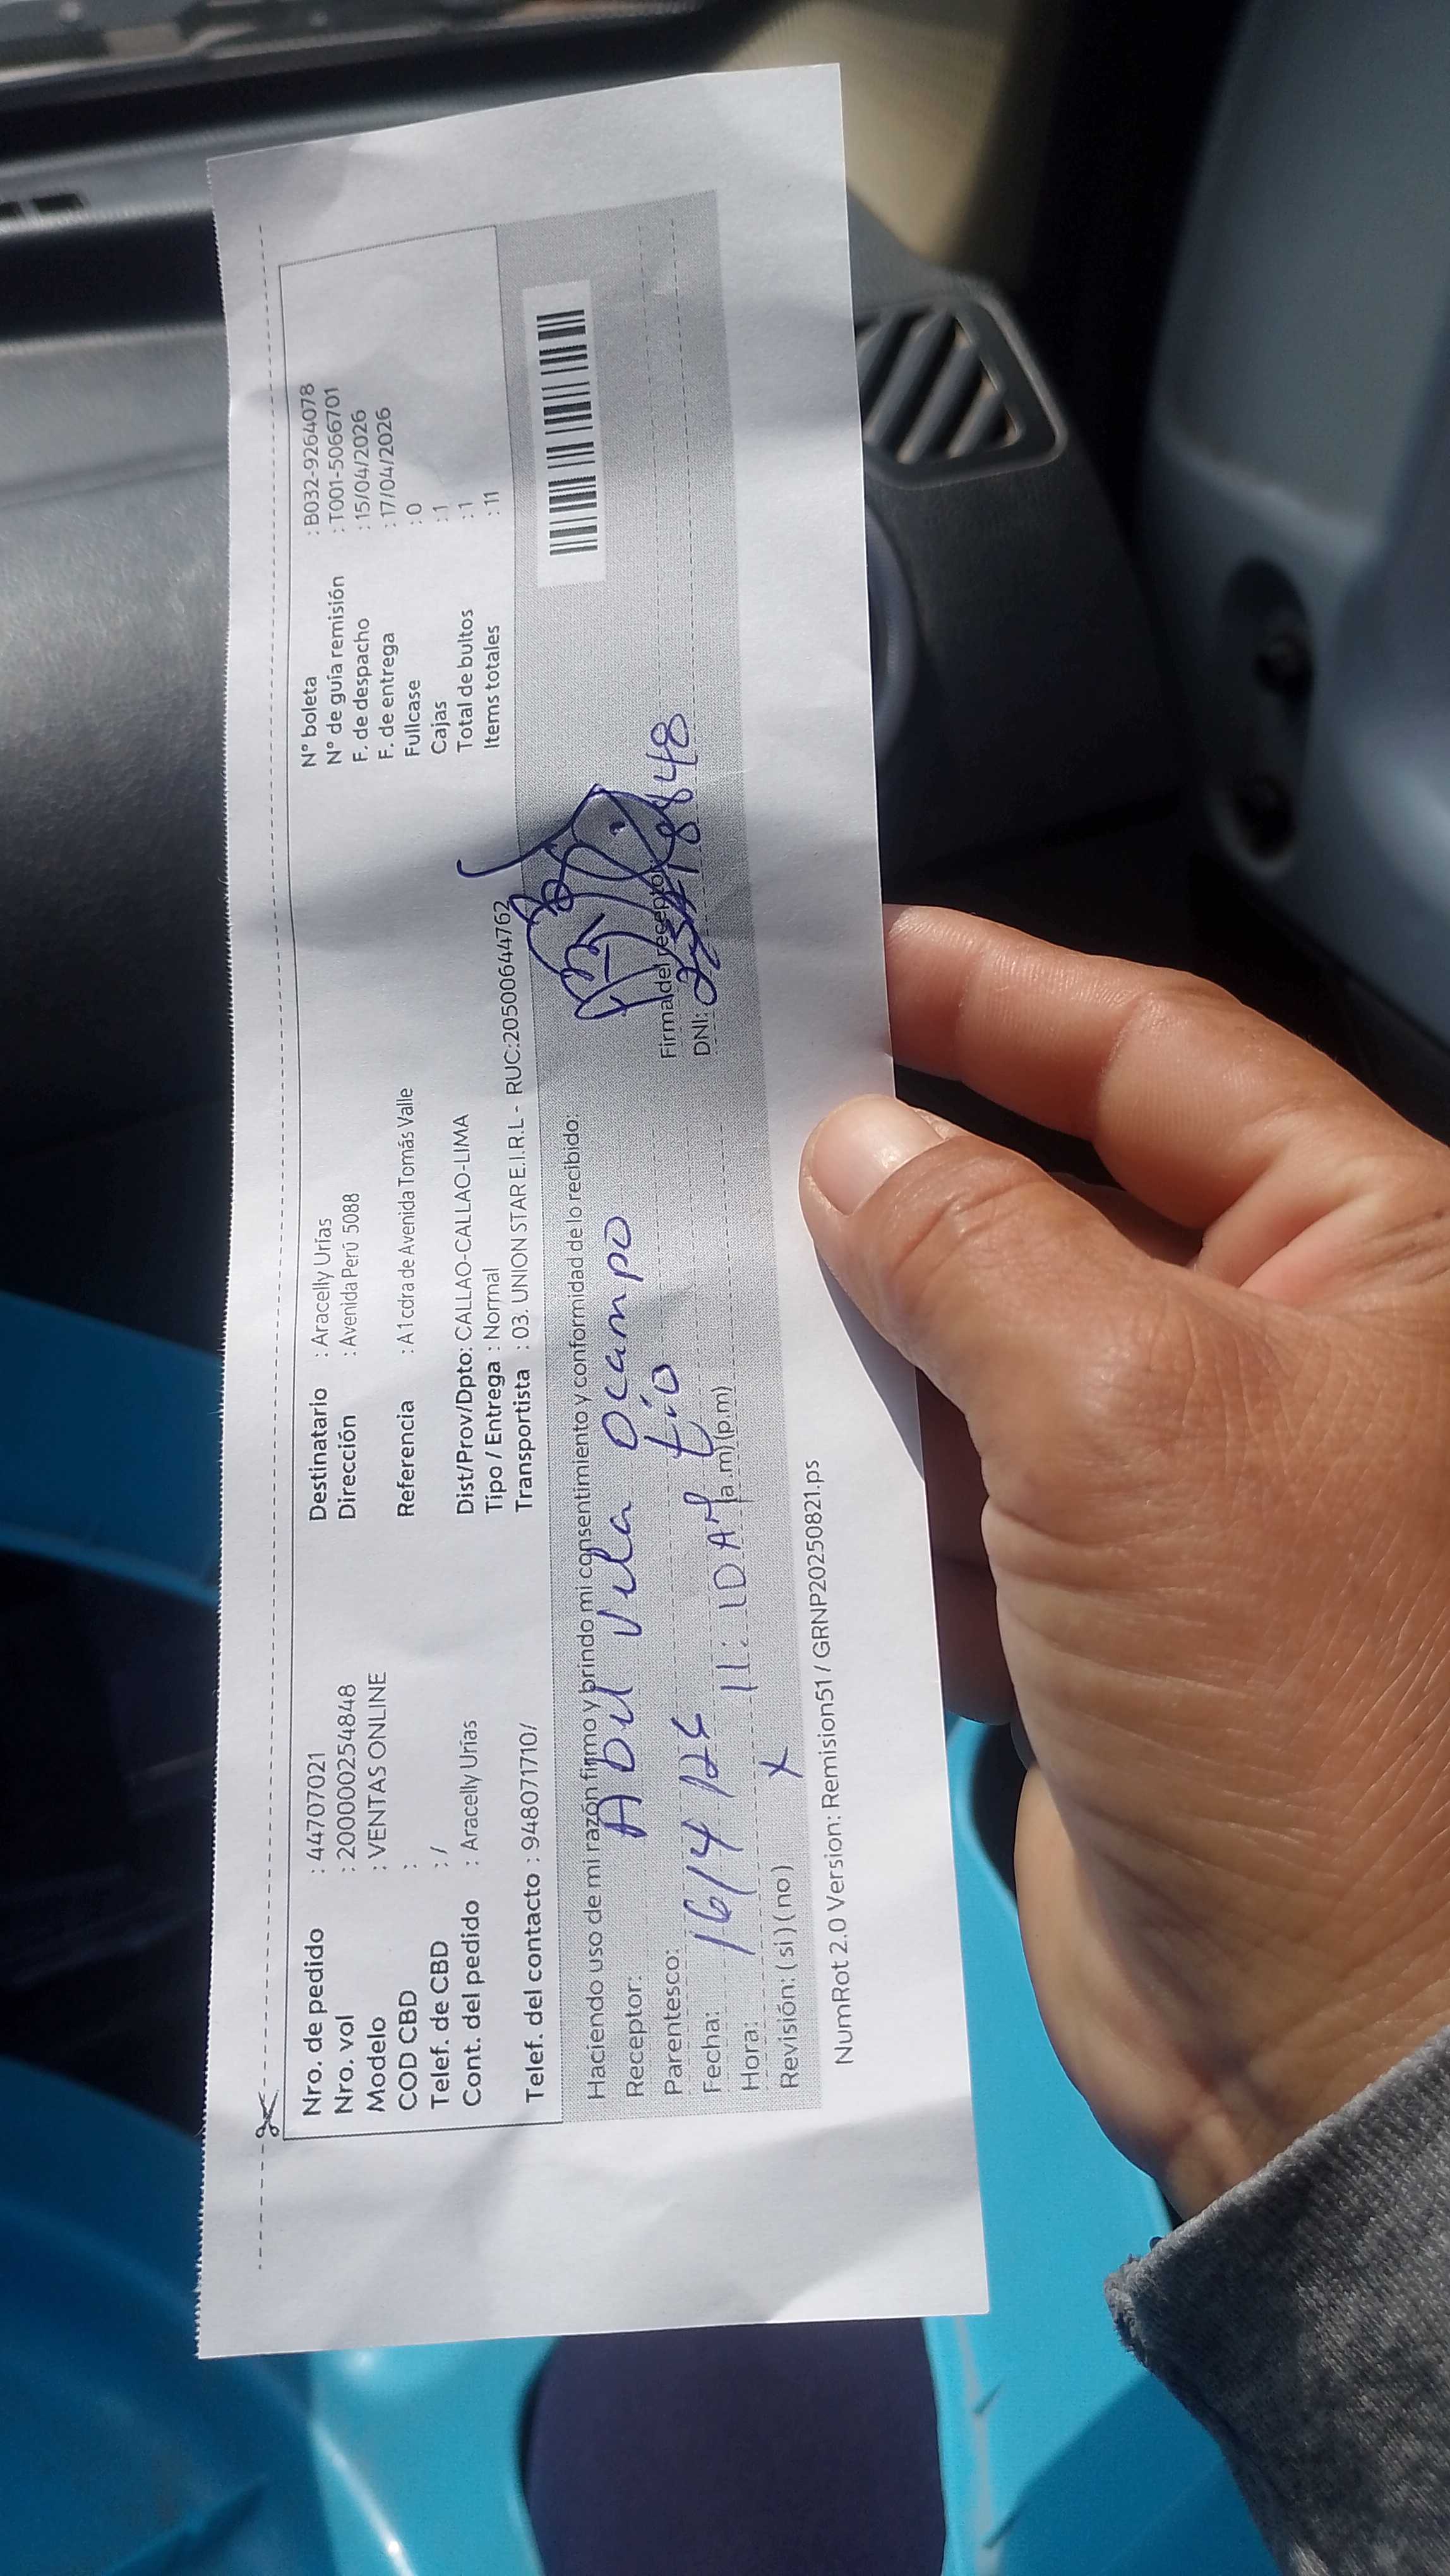 Nro. de pedido : 44707021 Destinatario : Aracelly Urías N° boleta : B032-9264078
Nro. vol : 200000254848 Dirección : Avenida Perú 5088 N° de guía remisión : T001-5066701
Modelo : VENTAS ONLINE F. de despacho : 15/04/2026
COD CBD : Referencia : A 1 cdra de Avenida Tomás Valle F. de entrega : 17/04/2026
Telef. de CBD : / Fullcase : 0
Cont. del pedido : Aracelly Urías Dist/Prov/Dpto: CALLAO-CALLAO-LIMA Cajas : 1
Tipo / Entrega : Normal Total de bultos : 1
Telef. del contacto : 948071710/ Transportista : 03. UNION STAR E.I.R.L - RUC:20500644762 Items totales : 11
Haciendo uso de mi razón firmo y brindo mi consentimiento y conformidad de lo recibido:
Receptor: Abel Vila Ocampo
Parentesco: tío
Firma del receptor
Fecha: 16/4/26
DNI:
Hora: 11:10 AM (a.m) (p.m)
Revisión: ( si ) ( no ) X
NumRot 2.0 Version: Remision51 / GRNP20250821.ps